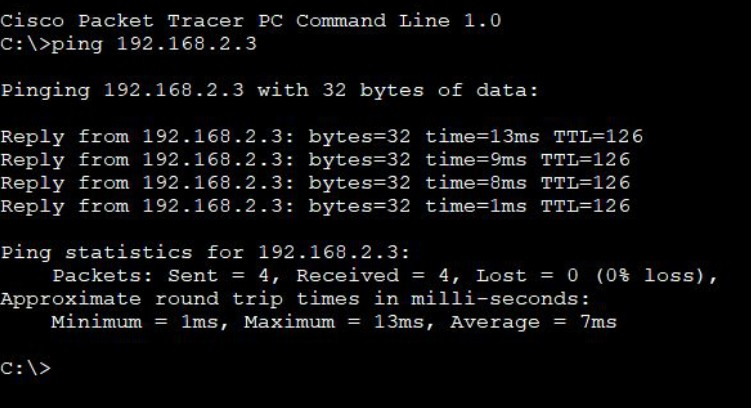 Cisco Packet Tracer PC Command Line 1.0
C:\>ping 192.168.2.3
Pinging 192.168.2.3 with 32 bytes of data:
Reply from 192.168.2.3: bytes=32 time=13ms TTL=126
Reply from 192.168.2.3: bytes=32 time=9ms TTL=126
Reply from 192.168.2.3: bytes=32 time=8ms TTL=126
Reply from 192.168.2.3: bytes=32 time=1ms TTL=126
Ping statistics for 192.168.2.3:
Packets: Sent = 4, Received = 4, Lost = 0 (0% loss),
Approximate round trip times in milli-seconds:
Minimum = 1ms, Maximum = 13ms, Average = 7ms
C:\>